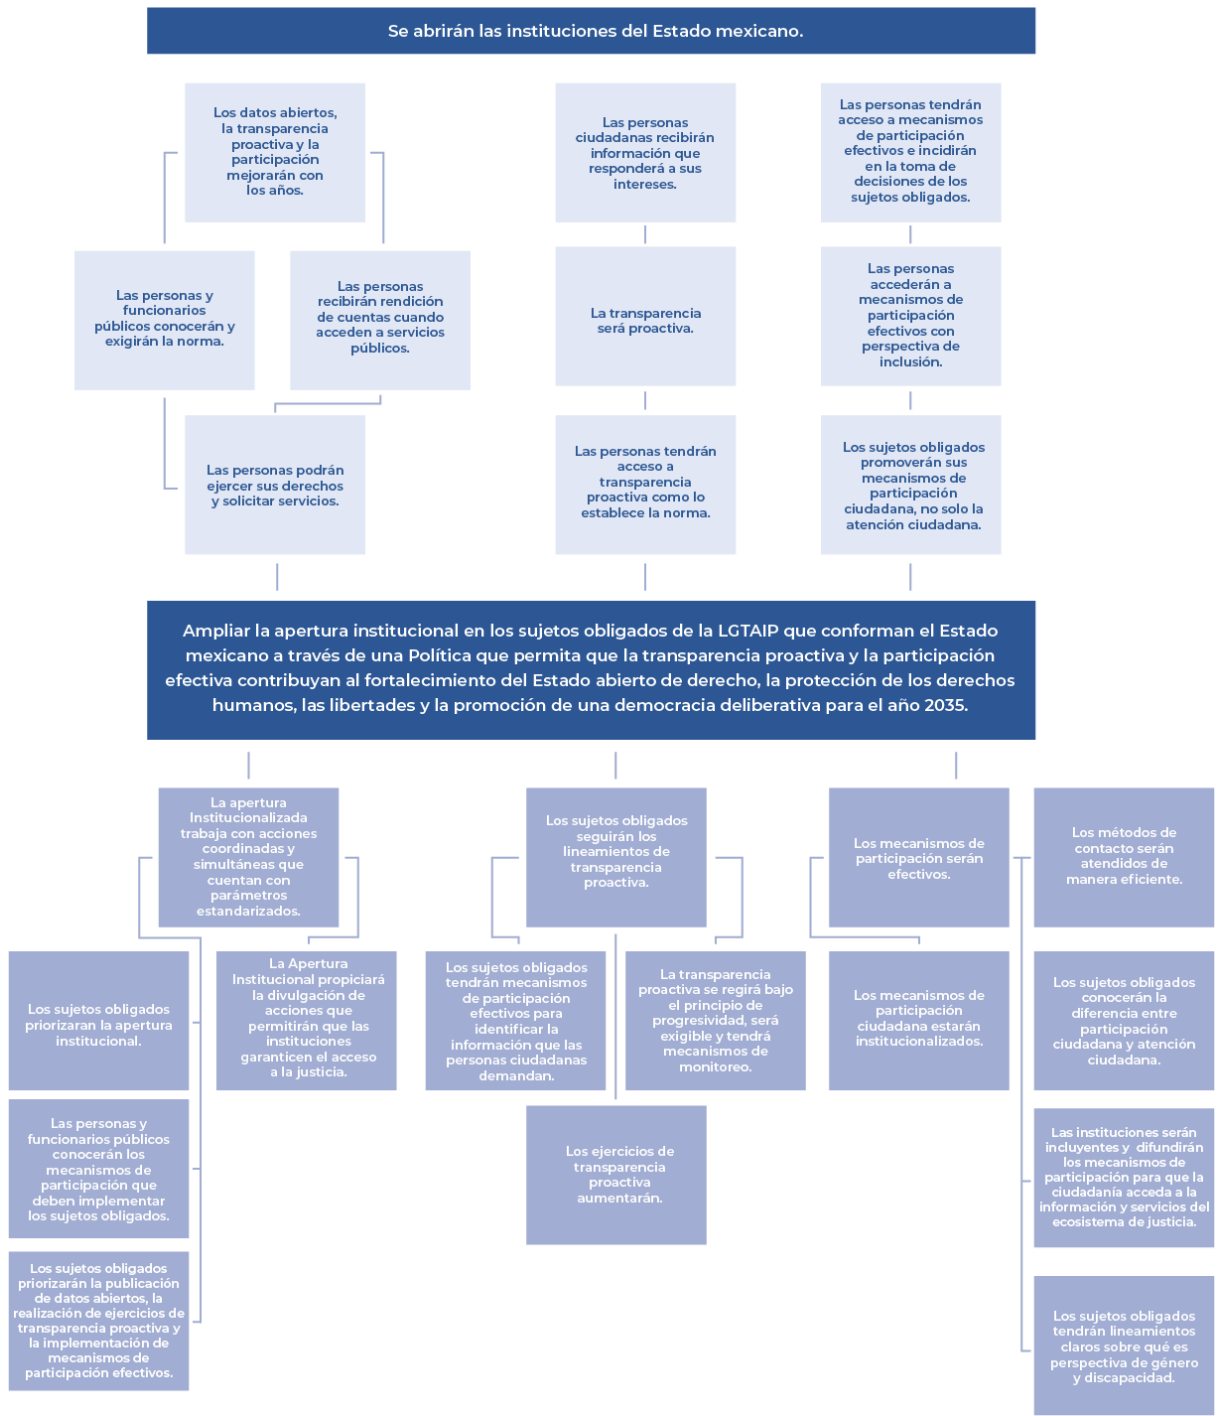 Se abrirán las instituciones del Estado mexicano.
Los datos abiertos,
la transparencia
proactiva y la
participación
mejorarán con
los años.
Las personas
ciudadanas recibirán
información que
responderá a sus
intereses.
Las personas tendrán
acceso a mecanismos
de participación
efectivos e incidirán
en la toma de
decisiones de los
sujetos obligados.
Las personas y
funcionarios
públicos conocerán y
exigirán la norma.
Las personas
recibirán rendición
de cuentas cuando
acceden a servicios
públicos.
La transparencia
será proactiva.
Las personas
accederán a
mecanismos de
participación
efectivos con
perspectiva de
inclusión.
Las personas podrán
ejercer sus derechos
y solicitar servicios.
Las personas tendrán
acceso a
transparencia
proactiva como lo
establece la norma.
Los sujetos obligados
promoverán sus
mecanismos de
participación
ciudadana, no solo la
atención ciudadana.
Ampliar la apertura institucional en los sujetos obligados de la LGTAIP que conforman el Estado
mexicano a través de una Política que permita que la transparencia proactiva y la participación
efectiva contribuyan al fortalecimiento del Estado abierto de derecho, la protección de los derechos
humanos, las libertades y la promoción de una democracia deliberativa para el año 2035.
La apertura
Institucionalizada
trabaja con acciones
coordinadas y
simultáneas que
cuentan con
parámetros
estandarizados.
Los sujetos obligados
seguirán los
lineamientos de
transparencia
proactiva.
Los mecanismos de
participación serán
efectivos.
Los métodos de
contacto serán
atendidos de
manera eficiente.
Los sujetos obligados
priorizaran la apertura
institucional.
La Apertura
Institucional propiciará
la divulgación de
acciones que
permitirán que las
instituciones
garanticen el acceso
a la justicia.
Los sujetos obligados
tendrán mecanismos
de participación
efectivos para
identificar la
información que las
personas ciudadanas
demandan.
La transparencia
proactiva se regirá bajo
el principio de
progresividad, será
exigible y tendrá
mecanismos de
monitoreo.
Los mecanismos de
participación
ciudadana estarán
institucionalizados.
Los sujetos obligados
conocerán la
diferencia entre
participación
ciudadana y atención
ciudadana.
Las personas y
funcionarios públicos
conocerán los
mecanismos de
participación que
deben implementar
los sujetos obligados.
Los ejercicios de
transparencia
proactiva
aumentarán.
Las instituciones serán
incluyentes y difundirán
los mecanismos de
participación para que la
ciudadanía acceda a la
información y servicios del
ecosistema de justicia.
Los sujetos obligados
priorizarán la publicación
de datos abiertos, la
realización de ejercicios de
transparencia proactiva y
la implementación de
mecanismos de
participación efectivos.
Los sujetos obligados
tendrán lineamientos
claros sobre qué es
perspectiva de género
y discapacidad.